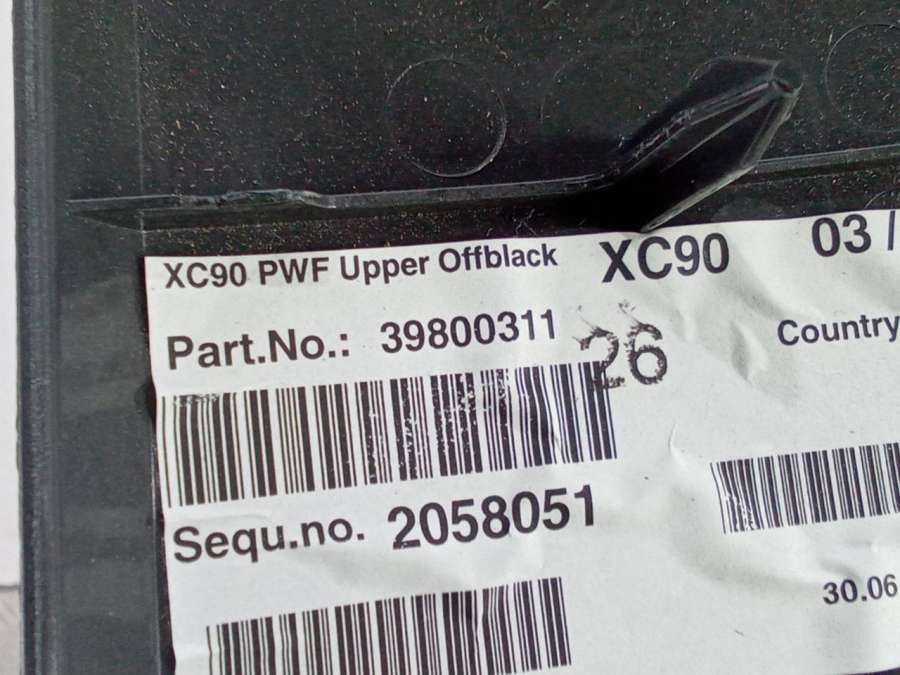 XC90 PWF Upper Offblack XC90 03 /
Part.No.: 39800311 26 Country
Sequ.no. 2058051
30.06